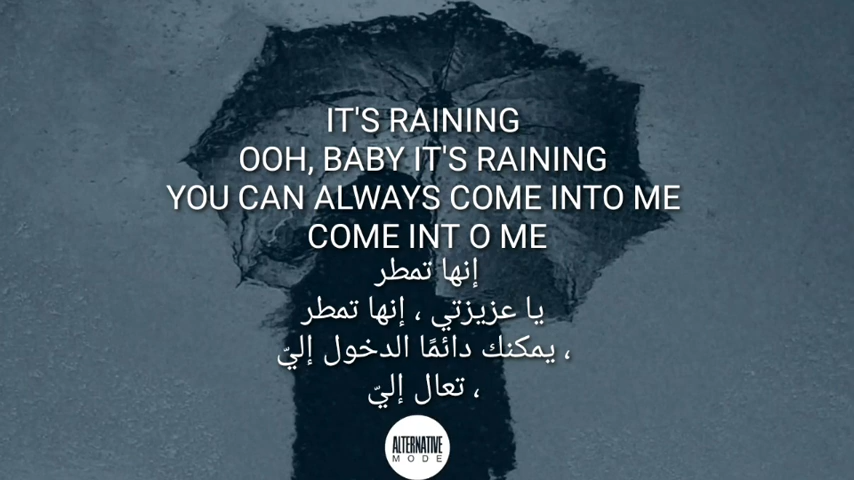 IT'S RAINING
OOH, BABY IT'S RAINING
YOU CAN ALWAYS COME INTO ME
COME INT O ME
إنها تمطر
يا عزيزتي ، إنها تمطر
، يمكنك دائمًا الدخول إليّ
، تعال إليّ
ALTERNATIVE
MODE